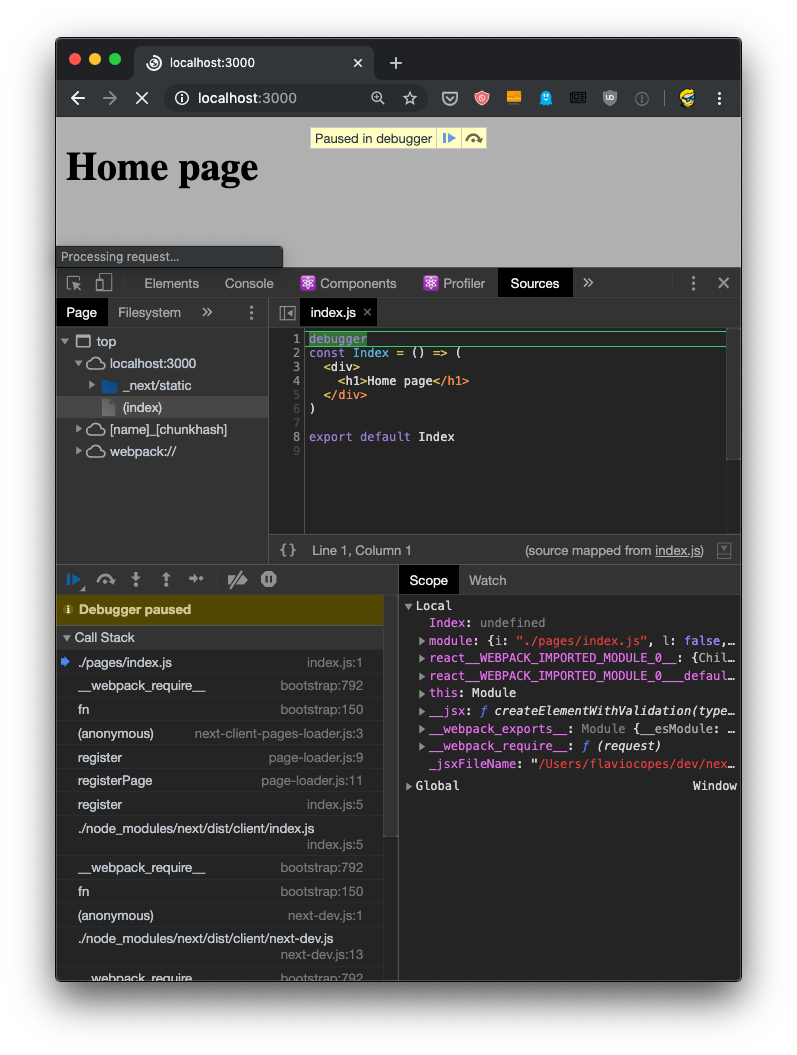 localhost:3000
localhost:3000
Paused in debugger
Home page
Processing request...
Elements Console Components Profiler Sources
Page Filesystem
index.js
top
localhost:3000
_next/static
(index)
[name]_[chunkhash]
webpack://
1 debugger
2 const Index = () => (
3 <div>
4 <h1>Home page</h1>
5 </div>
6 )
7
8 export default Index
9
{} Line 1, Column 1 (source mapped from index.js)
Scope Watch
Debugger paused
Call Stack
./pages/index.js index.js:1
__webpack_require__ bootstrap:792
fn bootstrap:150
(anonymous) next-client-pages-loader.js:3
register page-loader.js:9
registerPage page-loader.js:11
register index.js:5
./node_modules/next/dist/client/index.js
index.js:5
__webpack_require__ bootstrap:792
fn bootstrap:150
(anonymous) next-dev.js:1
./node_modules/next/dist/client/next-dev.js
next-dev.js:13
__webpack_require__ bootstrap:792
Local
Index: undefined
module: {i: "./pages/index.js", l: false,…
react__WEBPACK_IMPORTED_MODULE_0__: {Chil…
react__WEBPACK_IMPORTED_MODULE_0___defaul…
this: Module
__jsx: ƒ createElementWithValidation(type…
__webpack_exports__: Module {__esModule: …
__webpack_require__: ƒ (request)
_jsxFileName: "/Users/flaviocopes/dev/nex…
Global Window